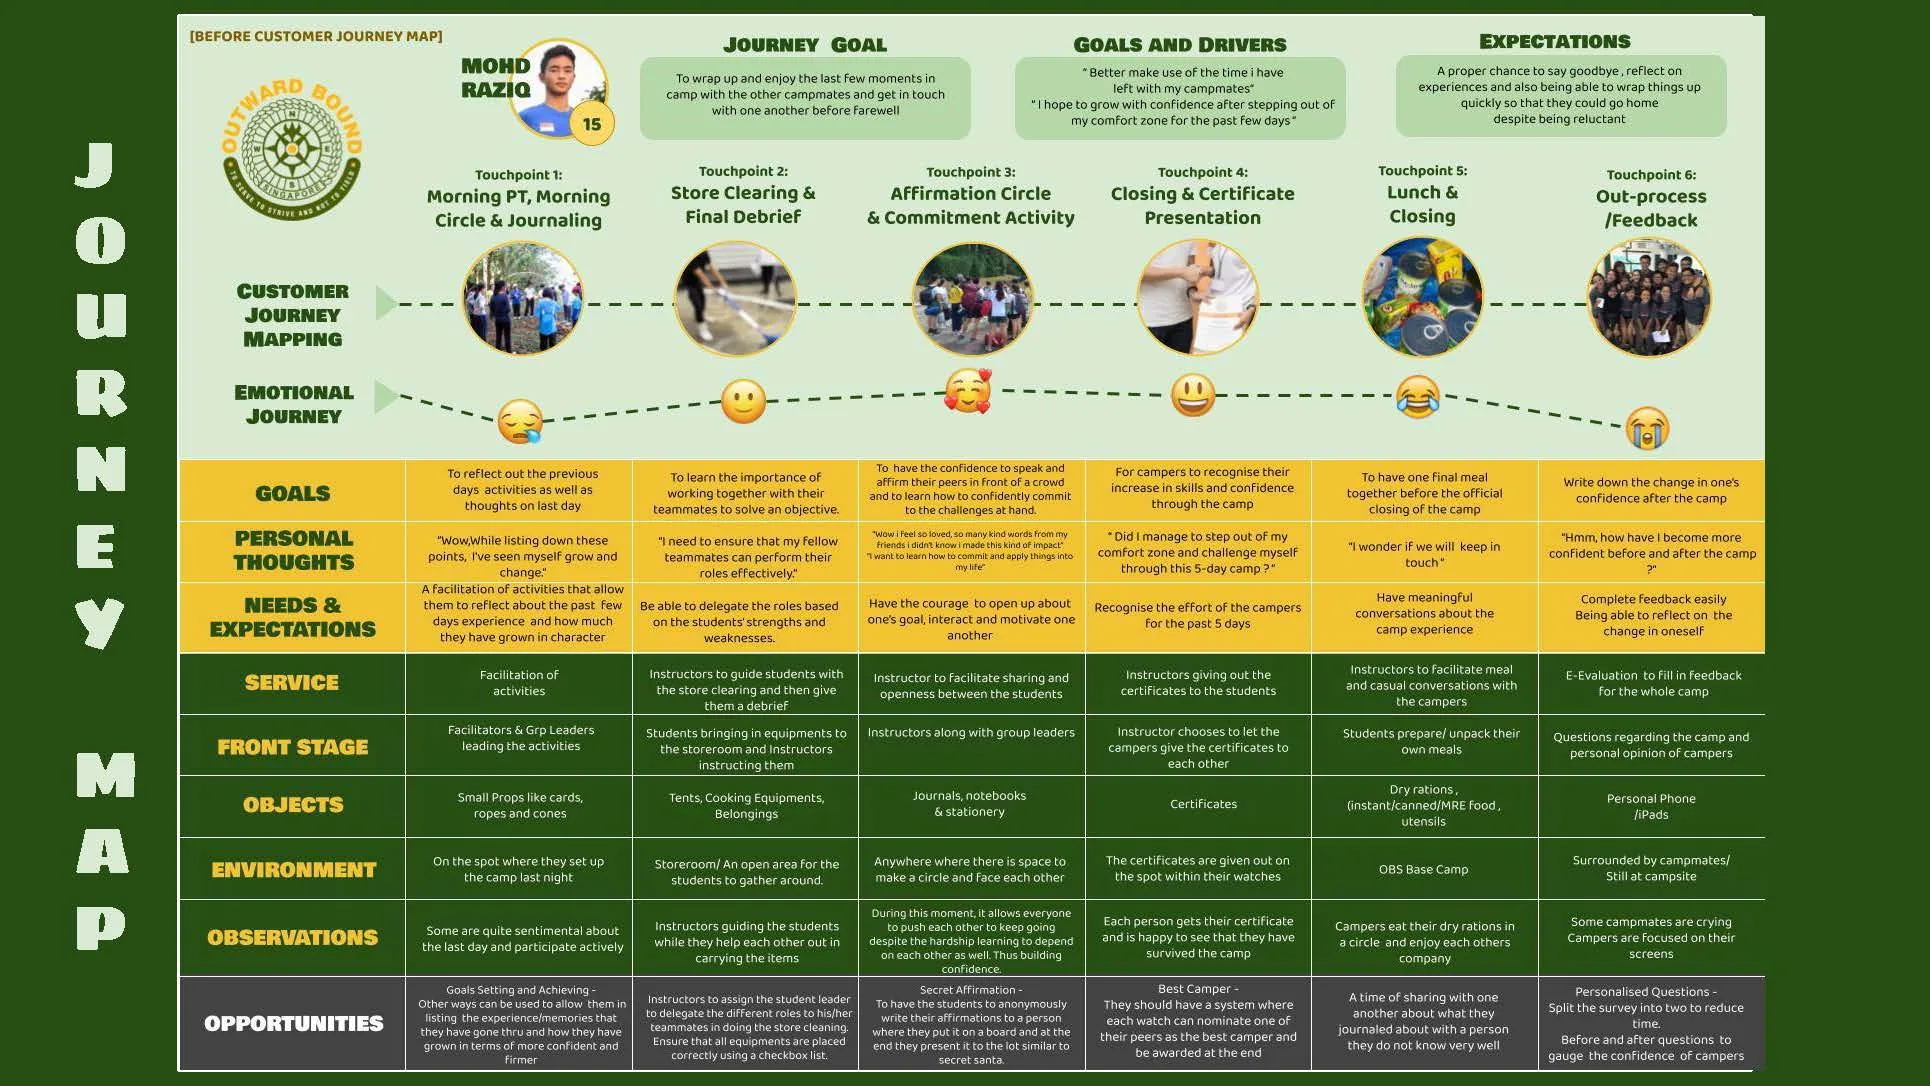 JOURNEY MAP
[BEFORE CUSTOMER JOURNEY MAP]
OUTWARD BOUND
SINGAPORE
TO SERVE TO STRIVE AND NOT TO YIELD
N
E
S
W
MOHD
RAZIQ
15
JOURNEY GOAL
To wrap up and enjoy the last few moments in
camp with the other campmates and get in touch
with one another before farewell
GOALS AND DRIVERS
" Better make use of the time i have
left with my campmates"
" I hope to grow with confidence after stepping out of
my comfort zone for the past few days "
EXPECTATIONS
A proper chance to say goodbye , reflect on
experiences and also being able to wrap things up
quickly so that they could go home
despite being reluctant
Touchpoint 1:
Morning PT, Morning
Circle & Journaling
Touchpoint 2:
Store Clearing &
Final Debrief
Touchpoint 3:
Affirmation Circle
& Commitment Activity
Touchpoint 4:
Closing & Certificate
Presentation
Touchpoint 5:
Lunch &
Closing
Touchpoint 6:
Out-process
/Feedback
CUSTOMER
JOURNEY
MAPPING
EMOTIONAL
JOURNEY
GOALS
To reflect out the previous
days activities as well as
thoughts on last day
To learn the importance of
working together with their
teammates to solve an objective.
To have the confidence to speak and
affirm their peers in front of a crowd
and to learn how to confidently commit
to the challenges at hand.
For campers to recognise their
increase in skills and confidence
through the camp
To have one final meal
together before the official
closing of the camp
Write down the change in one's
confidence after the camp
PERSONAL
THOUGHTS
"Wow,While listing down these
points, I've seen myself grow and
change."
"I need to ensure that my fellow
teammates can perform their
roles effectively."
"Wow i feel so loved, so many kind words from my
friends i didn't know i made this kind of impact"
"I want to learn how to commit and apply things into
my life"
" Did I manage to step out of my
comfort zone and challenge myself
through this 5-day camp ? "
"I wonder if we will keep in
touch "
"Hmm, how have I become more
confident before and after the camp
?"
NEEDS &
EXPECTATIONS
A facilitation of activities that allow
them to reflect about the past few
days experience and how much
they have grown in character
Be able to delegate the roles based
on the students' strengths and
weaknesses.
Have the courage to open up about
one's goal, interact and motivate one
another
Recognise the effort of the campers
for the past 5 days
Have meaningful
conversations about the
camp experience
Complete feedback easily
Being able to reflect on the
change in oneself
SERVICE
Facilitation of
activities
Instructors to guide students with
the store clearing and then give
them a debrief
Instructor to facilitate sharing and
openness between the students
Instructors giving out the
certificates to the students
Instructors to facilitate meal
and casual conversations with
the campers
E-Evaluation to fill in feedback
for the whole camp
FRONT STAGE
Facilitators & Grp Leaders
leading the activities
Students bringing in equipments to
the storeroom and Instructors
instructing them
Instructors along with group leaders
Instructor chooses to let the
campers give the certificates to
each other
Students prepare/ unpack their
own meals
Questions regarding the camp and
personal opinion of campers
OBJECTS
Small Props like cards,
ropes and cones
Tents, Cooking Equipments,
Belongings
Journals, notebooks
& stationery
Certificates
Dry rations ,
(instant/canned/MRE food ,
utensils
Personal Phone
/iPads
ENVIRONMENT
On the spot where they set up
the camp last night
Storeroom/ An open area for the
students to gather around.
Anywhere where there is space to
make a circle and face each other
The certificates are given out on
the spot within their watches
OBS Base Camp
Surrounded by campmates/
Still at campsite
OBSERVATIONS
Some are quite sentimental about
the last day and participate actively
Instructors guiding the students
while they help each other out in
carrying the items
During this moment, it allows everyone
to push each other to keep going
despite the hardship learning to depend
on each other as well. Thus building
confidence.
Each person gets their certificate
and is happy to see that they have
survived the camp
Campers eat their dry rations in
a circle and enjoy each others
company
Some campmates are crying
Campers are focused on their
screens
OPPORTUNITIES
Goals Setting and Achieving -
Other ways can be used to allow them in
listing the experience/memories that
they have gone thru and how they have
grown in terms of more confident and
firmer
Instructors to assign the student leader
to delegate the different roles to his/her
teammates in doing the store cleaning.
Ensure that all equipments are placed
correctly using a checkbox list.
Secret Affirmation -
To have the students to anonymously
write their affirmations to a person
where they put it on a board and at the
end they present it to the lot similar to
secret santa.
Best Camper -
They should have a system where
each watch can nominate one of
their peers as the best camper and
be awarded at the end
A time of sharing with one
another about what they
journaled about with a person
they do not know very well
Personalised Questions -
Split the survey into two to reduce
time.
Before and after questions to
gauge the confidence of campers